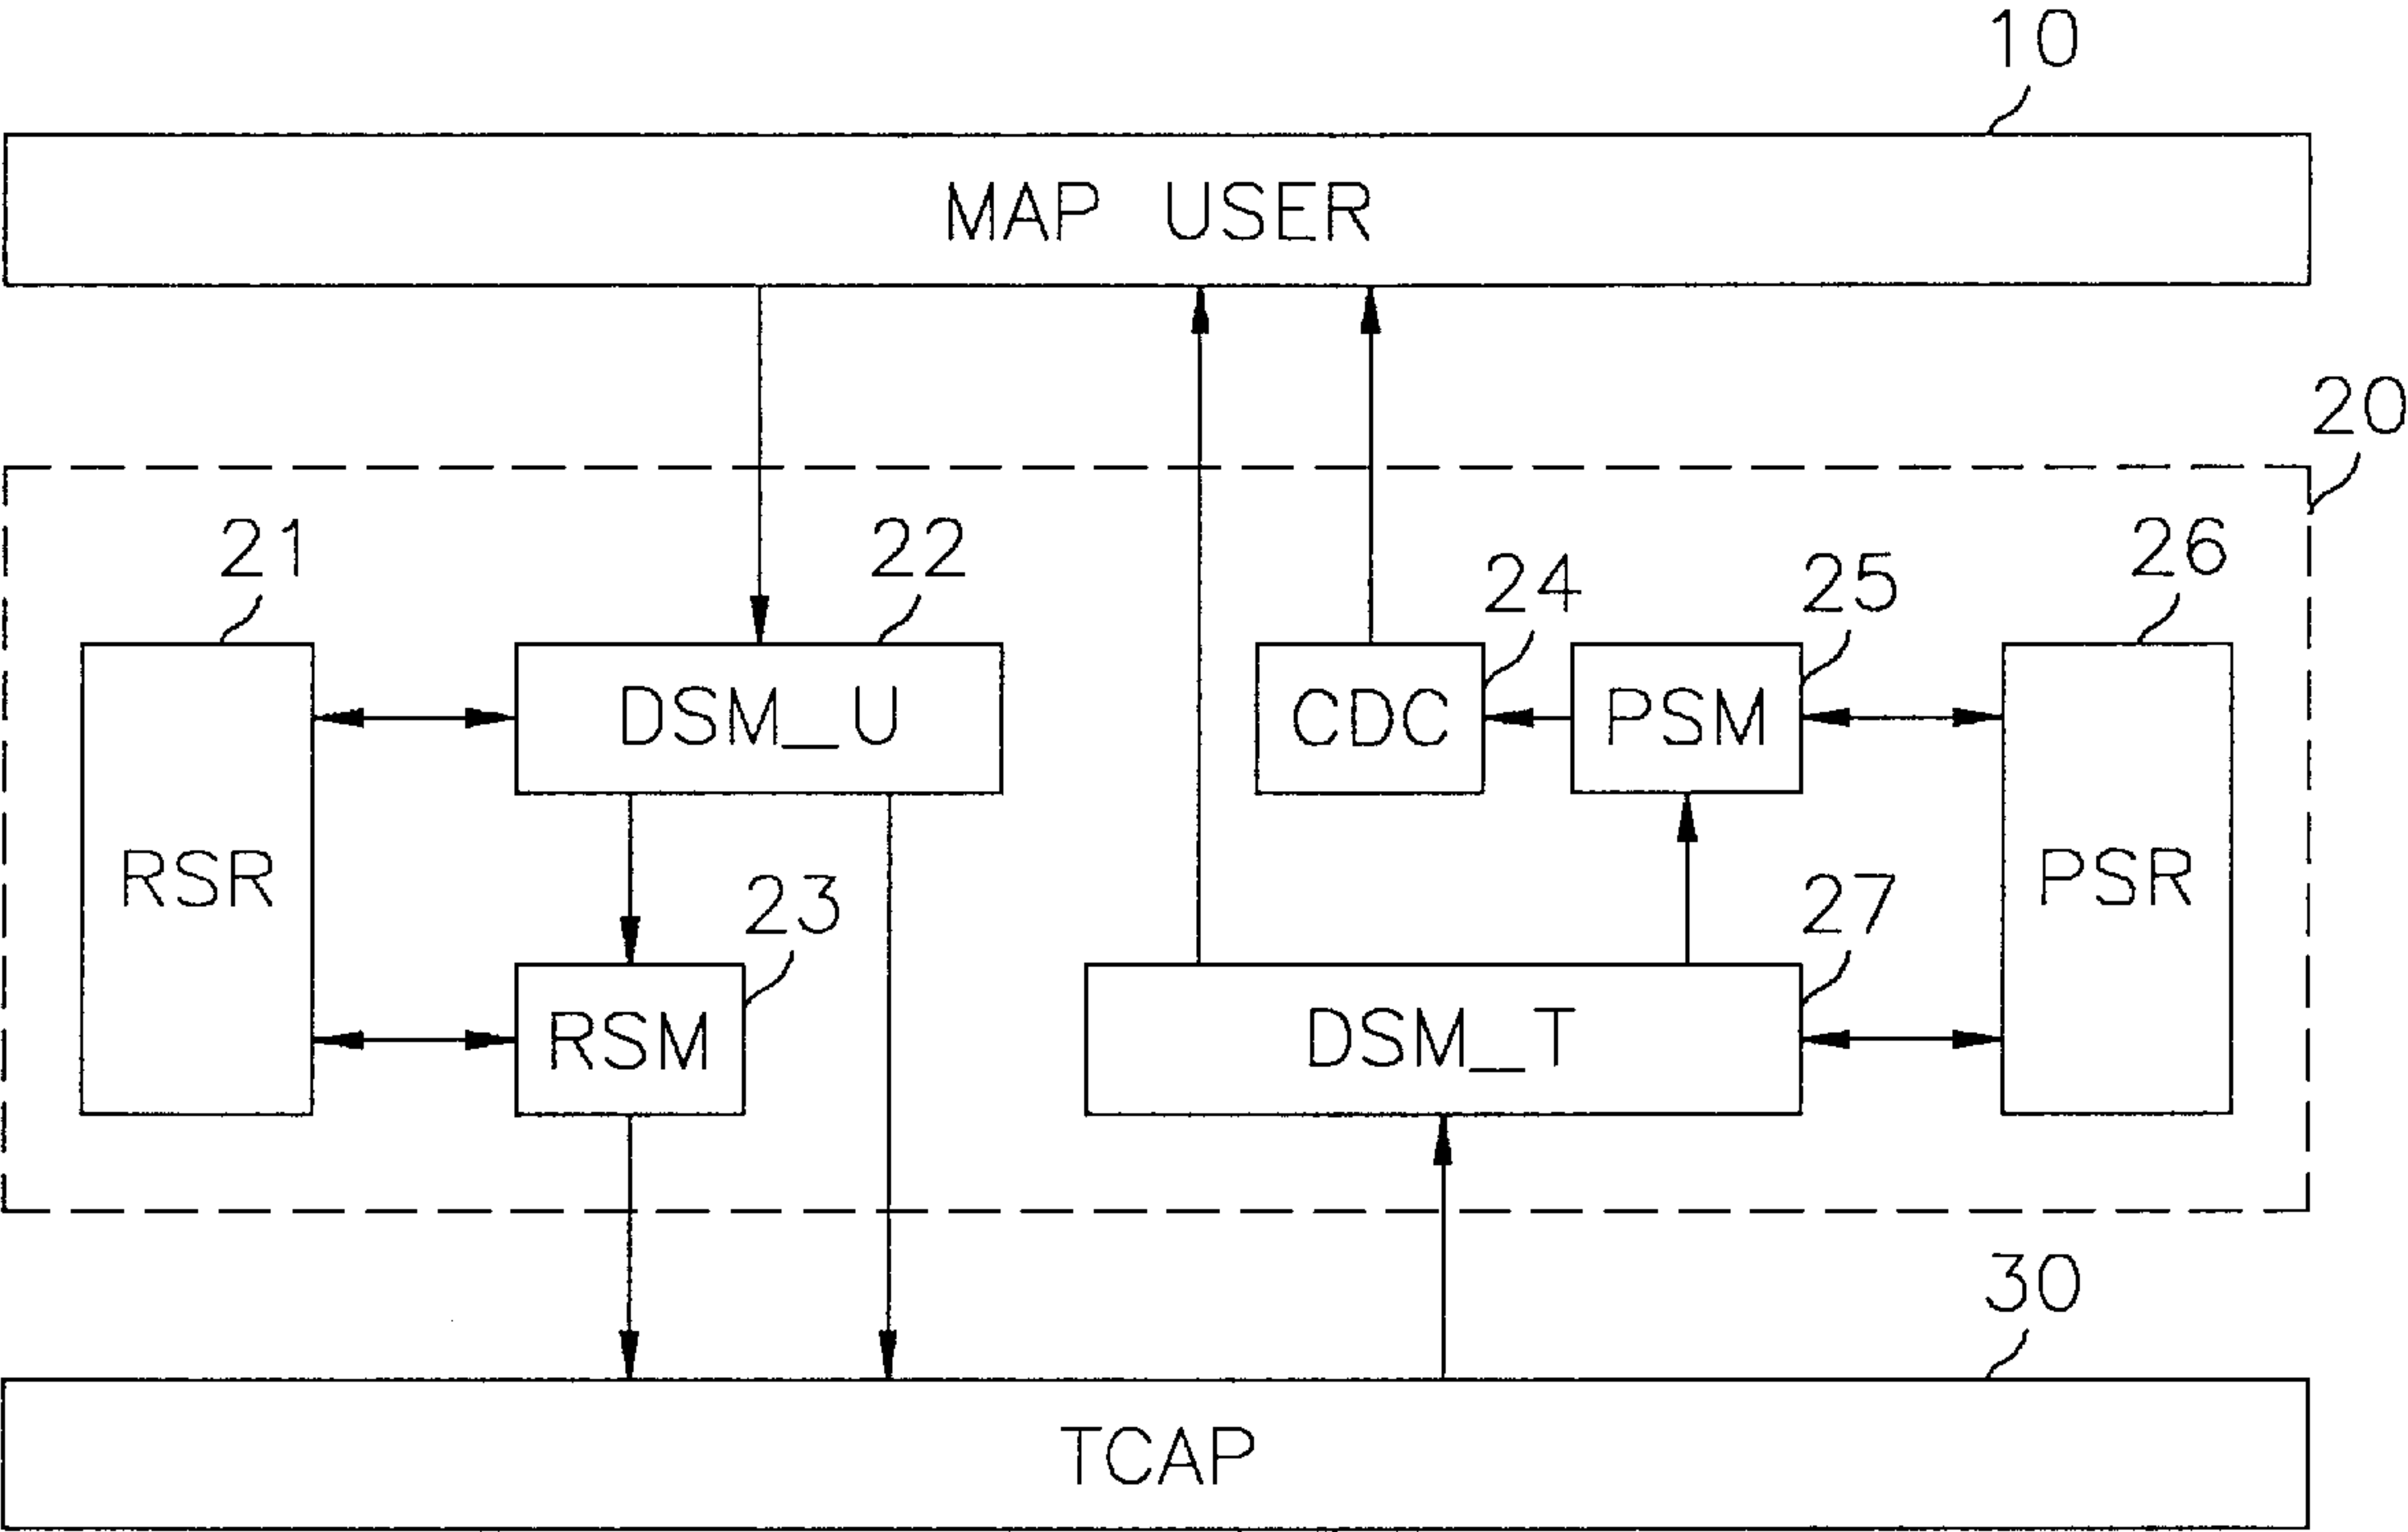 10
MAP USER
20
21
22
24
25
26
DSM_U
CDC
PSM
RSR
PSR
23
27
RSM
DSM_T
30
TCAP